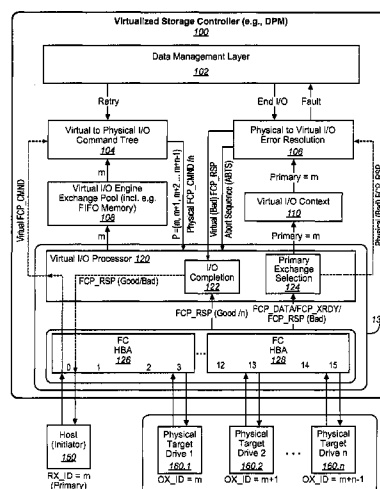 Virtualized Storage Controller (e.g., DPM)
100
Data Management Layer
102
Retry
End I/O
Fault
Virtual to Physical I/O
Command Tree
104
Physical to Virtual I/O
Error Resolution
106
m
Primary = m
Virtual FCP_CMND
P = {m, m+1, m+2 ... m+n-1}
Physical FCP_CMND /n
Virtual (Bad) FCP_RSP
Abort Sequence (ABTS)
Physical (Bad) FCP_RSP
Virtual I/O Engine
Exchange Pool (incl. e.g.
FIFO Memory)
108
Virtual I/O Context
110
m
Primary = m
Virtual I/O Processor 120
I/O
Completion
122
Primary
Exchange
Selection
124
FCP_RSP (Good/Bad)
FCP_RSP (Good /n)
FCP_DATA/FCP_XRDY/
FCP_RSP (Bad)
FC
HBA
126
0 1 2 3
...
FC
HBA
128
12 13 14 15
Host
(Initiator)
150
RX_ID = m
(Primary)
Physical
Target
Drive 1
160.1
OX_ID = m
Physical
Target
Drive 2
160.2
OX_ID = m+1
...
Physical
Target
Drive n
160.n
OX_ID = m+n-1